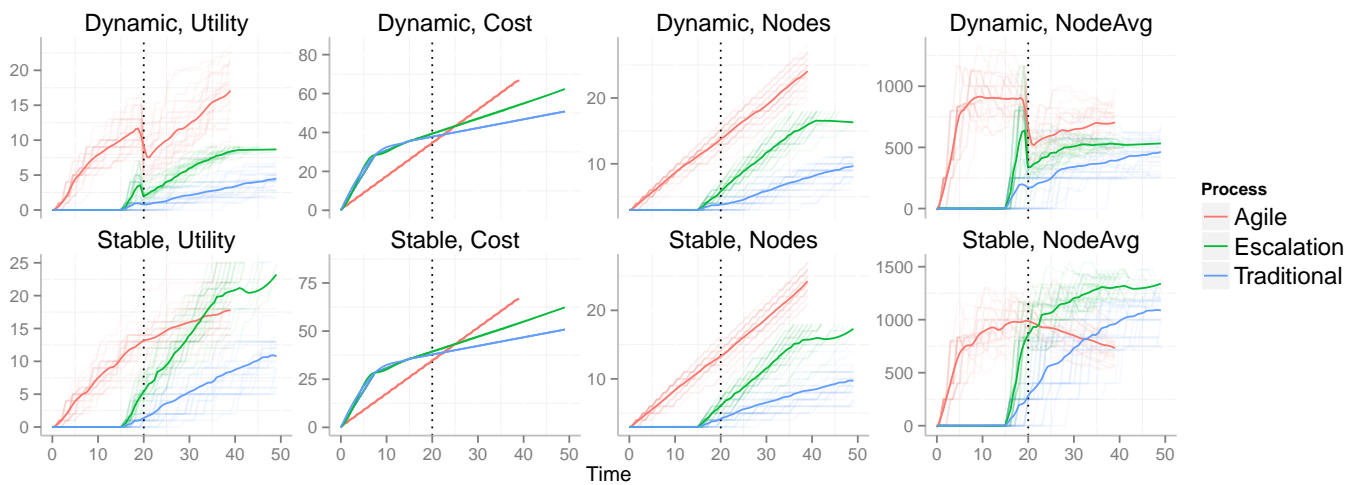 Dynamic, Utility
Dynamic, Cost
Dynamic, Nodes
Dynamic, NodeAvg
20
15
10
5
0
80
60
40
20
0
20
10
1000
500
0
Stable, Utility
Stable, Cost
Stable, Nodes
Stable, NodeAvg
25
20
15
10
5
0
75
50
25
0
20
10
1500
1000
500
0
0 10 20 30 40 50
0 10 20 30 40 50
0 10 20 30 40 50
0 10 20 30 40 50
Time
Process
Agile
Escalation
Traditional